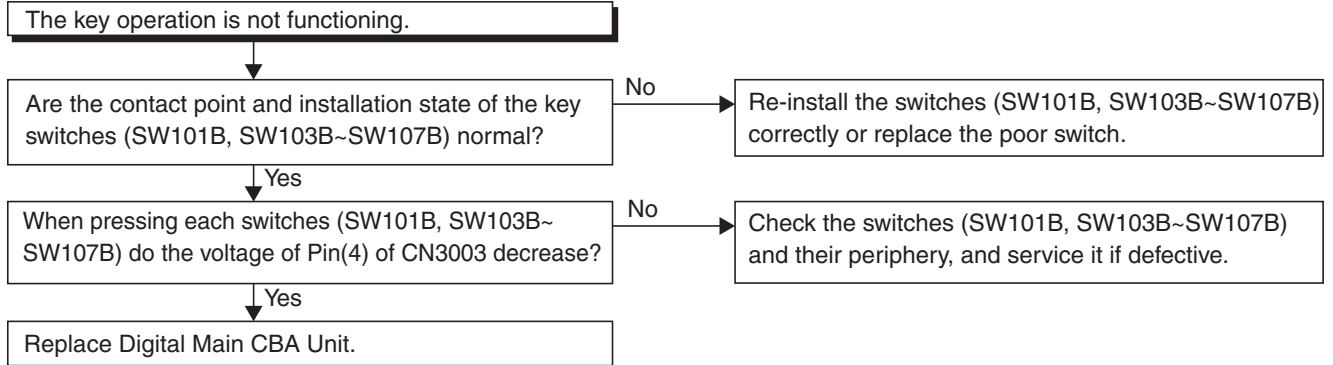 The key operation is not functioning.
Are the contact point and installation state of the key
switches (SW101B, SW103B~SW107B) normal?
No
Re-install the switches (SW101B, SW103B~SW107B)
correctly or replace the poor switch.
Yes
When pressing each switches (SW101B, SW103B~
SW107B) do the voltage of Pin(4) of CN3003 decrease?
No
Check the switches (SW101B, SW103B~SW107B)
and their periphery, and service it if defective.
Yes
Replace Digital Main CBA Unit.